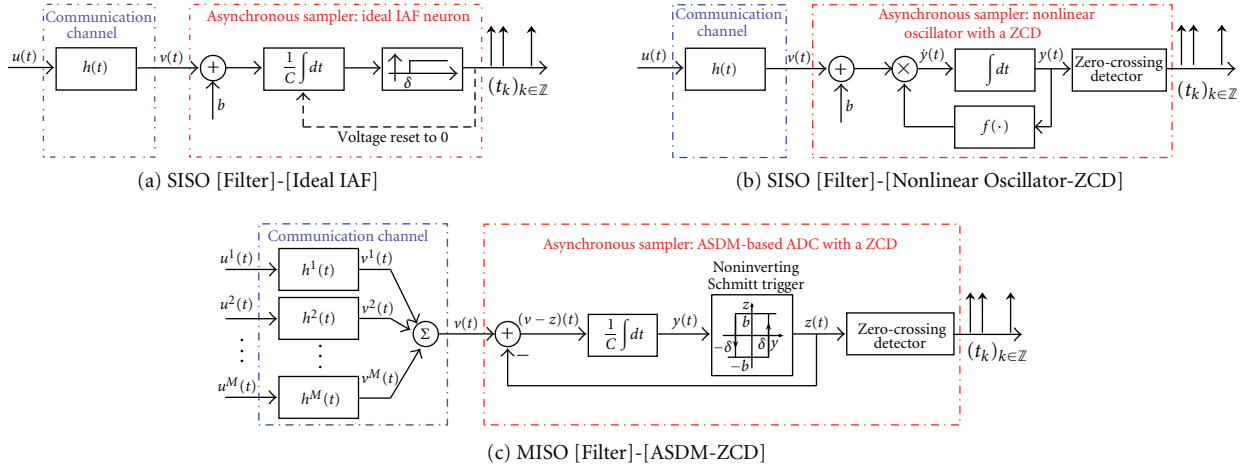 Communication
channel
Asynchronous sampler: ideal IAF neuron
u(t)
h(t)
v(t)
+
b
1/C ∫dt
δ
(t_k)_{k∈ℤ}
Voltage reset to 0
(a) SISO [Filter]-[Ideal IAF]
Communication
channel
Asynchronous sampler: nonlinear
oscillator with a ZCD
u(t)
h(t)
v(t)
+
b
×
ẏ(t)
∫dt
y(t)
Zero-crossing
detector
f(·)
(t_k)_{k∈ℤ}
(b) SISO [Filter]-[Nonlinear Oscillator-ZCD]
Communication channel
u¹(t)
h¹(t)
v¹(t)
u²(t)
h²(t)
v²(t)
⋮
⋮
u^M(t)
h^M(t)
v^M(t)
Σ
v(t)
Asynchronous sampler: ASDM-based ADC with a ZCD
+
−
(v − z)(t)
1/C ∫dt
y(t)
Noninverting
Schmitt trigger
z
b
−δ
δ
y
−b
z(t)
Zero-crossing
detector
(t_k)_{k∈ℤ}
(c) MISO [Filter]-[ASDM-ZCD]